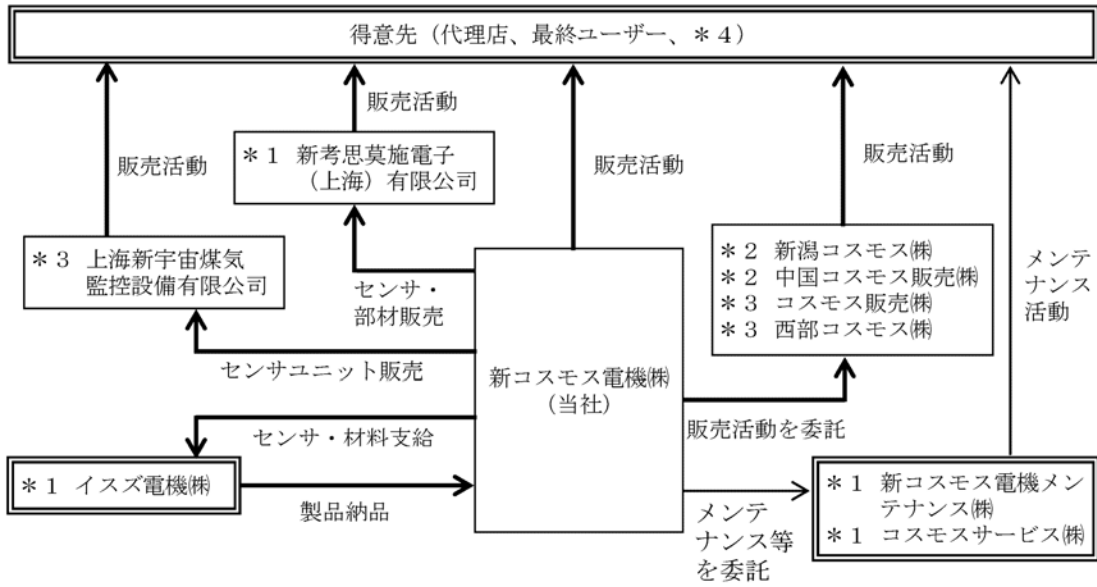 得意先（代理店、最終ユーザー、＊４）
販売活動
販売活動
販売活動
販売活動
＊１ 新考思莫施電子
（上海）有限公司
＊３ 上海新宇宙煤気
監控設備有限公司
センサ・
部材販売
センサユニット販売
センサ・材料支給
＊１ イスズ電機㈱
製品納品
新コスモス電機㈱
（当社）
＊２ 新潟コスモス㈱
＊２ 中国コスモス販売㈱
＊３ コスモス販売㈱
＊３ 西部コスモス㈱
販売活動を委託
メンテ
ナンス
活動
メンテ
ナンス等
を委託
＊１ 新コスモス電機メン
テナンス㈱
＊１ コスモスサービス㈱